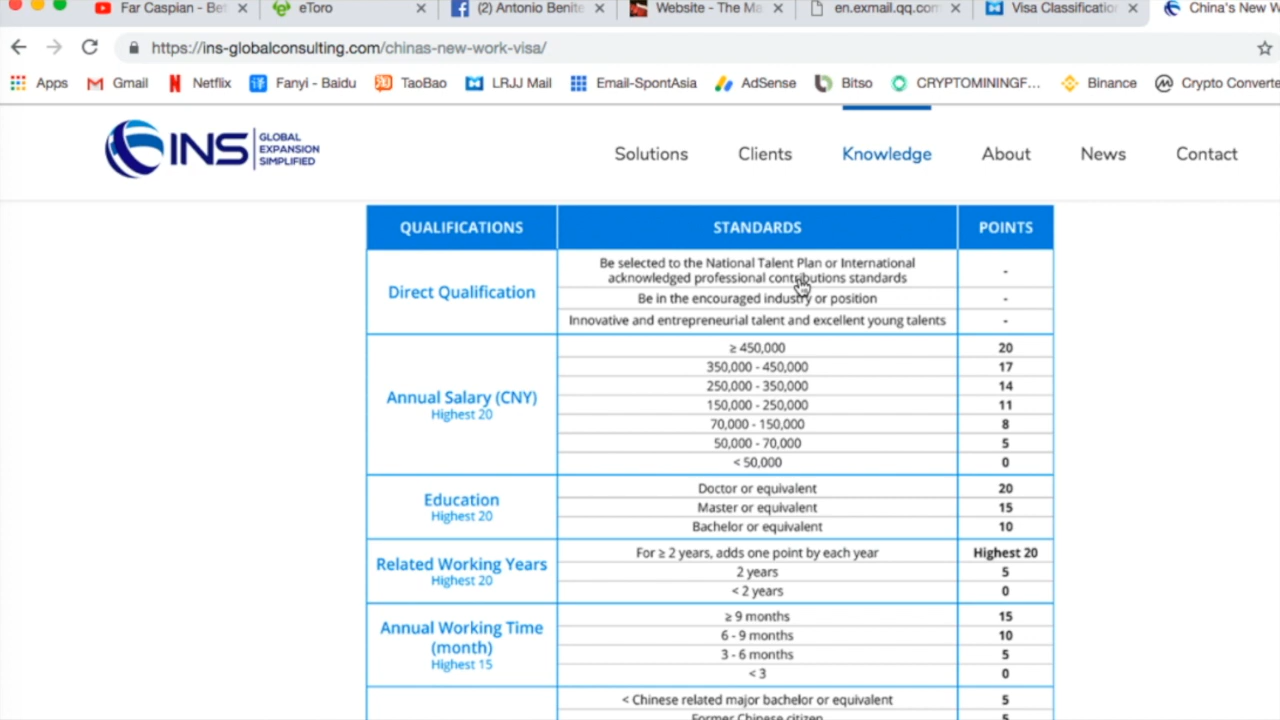 Far Caspian - Bet
eToro
(2) Antonio Benite
Website - The Ma
en.exmail.qq.com
Visa Classification
China's New W
https://ins-globalconsulting.com/chinas-new-work-visa/
Apps
Gmail
Netflix
Fanyi - Baidu
TaoBao
LRJJ Mail
Email-SpontAsia
AdSense
Bitso
CRYPTOMININGF...
Binance
Crypto Converte
INS GLOBAL EXPANSION SIMPLIFIED
Solutions
Clients
Knowledge
About
News
Contact
QUALIFICATIONS STANDARDS POINTS
Direct Qualification
Be selected to the National Talent Plan or International
acknowledged professional contributions standards -
Be in the encouraged industry or position -
Innovative and entrepreneurial talent and excellent young talents -
Annual Salary (CNY)
Highest 20
≥ 450,000 20
350,000 - 450,000 17
250,000 - 350,000 14
150,000 - 250,000 11
70,000 - 150,000 8
50,000 - 70,000 5
< 50,000 0
Education
Highest 20
Doctor or equivalent 20
Master or equivalent 15
Bachelor or equivalent 10
Related Working Years
Highest 20
For ≥ 2 years, adds one point by each year Highest 20
2 years 5
< 2 years 0
Annual Working Time
(month)
Highest 15
≥ 9 months 15
6 - 9 months 10
3 - 6 months 5
< 3 0
< Chinese related major bachelor or equivalent 5
Former Chinese citizen 5